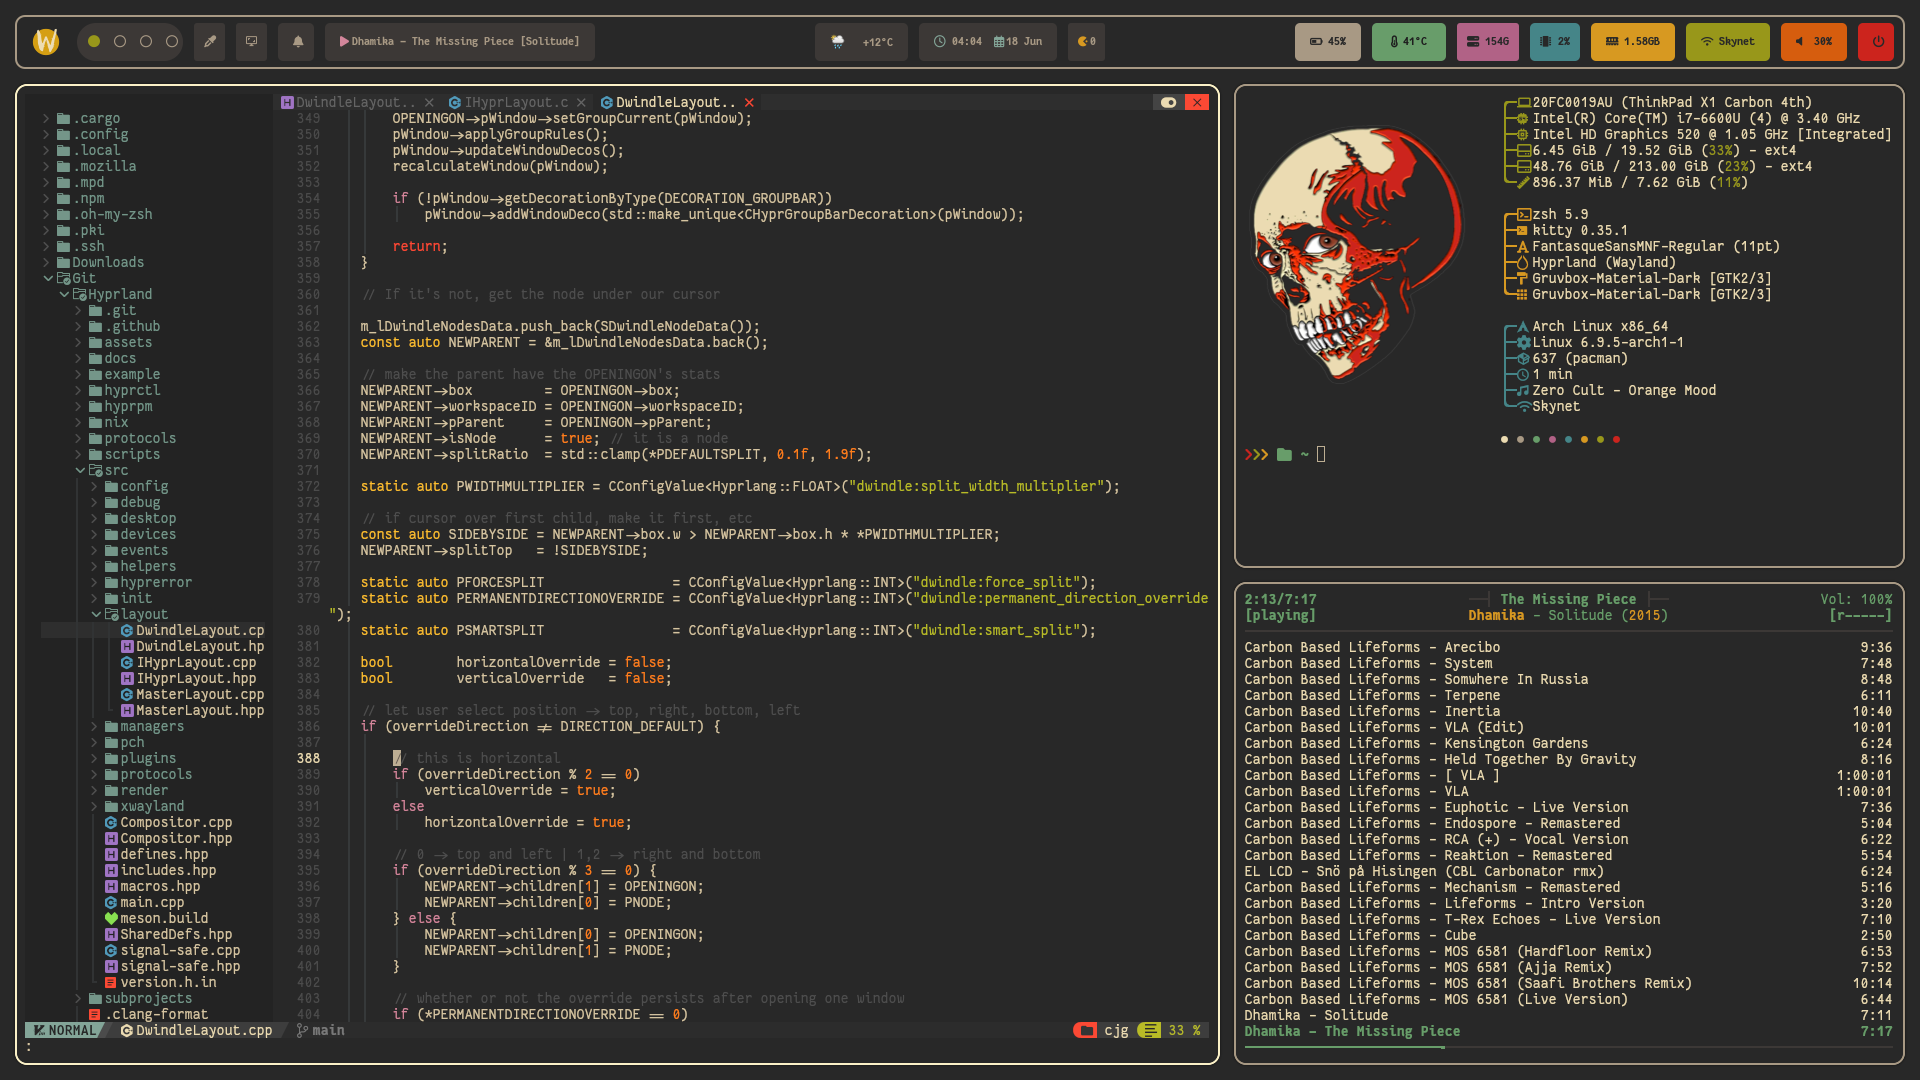 Dhamika - The Missing Piece [Solitude]
+12°C
04:04 18 Jun
0
45%
41°C
154G
2%
1.58GB
Skynet
30%
DwindleLayout.. × IHyprLayout.c × DwindleLayout.. ×
.cargo
.config
.local
.mozilla
.mpd
.npm
.oh-my-zsh
.pki
.ssh
Downloads
Git
Hyprland
.git
.github
assets
docs
example
hyprctl
hyprpm
nix
protocols
scripts
src
config
debug
desktop
devices
events
helpers
hyprerror
init
layout
DwindleLayout.cp
DwindleLayout.hp
IHyprLayout.cpp
IHyprLayout.hpp
MasterLayout.cpp
MasterLayout.hpp
managers
pch
plugins
protocols
render
xwayland
Compositor.cpp
Compositor.hpp
defines.hpp
includes.hpp
macros.hpp
main.cpp
meson.build
SharedDefs.hpp
signal-safe.cpp
signal-safe.hpp
version.h.in
subprojects
.clang-format
349 OPENINGON->pWindow->setGroupCurrent(pWindow);
350 pWindow->applyGroupRules();
351 pWindow->updateWindowDecos();
352 recalculateWindow(pWindow);
353
354 if (!pWindow->getDecorationByType(DECORATION_GROUPBAR))
355 pWindow->addWindowDeco(std::make_unique<CHyprGroupBarDecoration>(pWindow));
356
357 return;
358 }
359
360 // If it's not, get the node under our cursor
361
362 m_lDwindleNodesData.push_back(SDwindleNodeData());
363 const auto NEWPARENT = &m_lDwindleNodesData.back();
364
365 // make the parent have the OPENINGON's stats
366 NEWPARENT->box = OPENINGON->box;
367 NEWPARENT->workspaceID = OPENINGON->workspaceID;
368 NEWPARENT->pParent = OPENINGON->pParent;
369 NEWPARENT->isNode = true; // it is a node
370 NEWPARENT->splitRatio = std::clamp(*PDEFAULTSPLIT, 0.1f, 1.9f);
371
372 static auto PWIDTHMULTIPLIER = CConfigValue<Hyprlang::FLOAT>("dwindle:split_width_multiplier");
373
374 // if cursor over first child, make it first, etc
375 const auto SIDEBYSIDE = NEWPARENT->box.w > NEWPARENT->box.h * *PWIDTHMULTIPLIER;
376 NEWPARENT->splitTop = !SIDEBYSIDE;
377
378 static auto PFORCESPLIT = CConfigValue<Hyprlang::INT>("dwindle:force_split");
379 static auto PERMANENTDIRECTIONOVERRIDE = CConfigValue<Hyprlang::INT>("dwindle:permanent_direction_override
");
380 static auto PSMARTSPLIT = CConfigValue<Hyprlang::INT>("dwindle:smart_split");
381
382 bool horizontalOverride = false;
383 bool verticalOverride = false;
384
385 // let user select position -> top, right, bottom, left
386 if (overrideDirection != DIRECTION_DEFAULT) {
387
388 // this is horizontal
389 if (overrideDirection % 2 == 0)
390 verticalOverride = true;
391 else
392 horizontalOverride = true;
393
394 // 0 -> top and left | 1,2 -> right and bottom
395 if (overrideDirection % 3 == 0) {
396 NEWPARENT->children[1] = OPENINGON;
397 NEWPARENT->children[0] = PNODE;
398 } else {
399 NEWPARENT->children[0] = OPENINGON;
400 NEWPARENT->children[1] = PNODE;
401 }
402
403 // whether or not the override persists after opening one window
404 if (*PERMANENTDIRECTIONOVERRIDE == 0)
NORMAL DwindleLayout.cpp main cjg 33 %
:
20FC0019AU (ThinkPad X1 Carbon 4th)
Intel(R) Core(TM) i7-6600U (4) @ 3.40 GHz
Intel HD Graphics 520 @ 1.05 GHz [Integrated]
6.45 GiB / 19.52 GiB (33%) - ext4
48.76 GiB / 213.00 GiB (23%) - ext4
896.37 MiB / 7.62 GiB (11%)
zsh 5.9
kitty 0.35.1
FantasqueSansMNF-Regular (11pt)
Hyprland (Wayland)
Gruvbox-Material-Dark [GTK2/3]
Gruvbox-Material-Dark [GTK2/3]
Arch Linux x86_64
Linux 6.9.5-arch1-1
637 (pacman)
1 min
Zero Cult - Orange Mood
Skynet
>>> ~
2:13/7:17 The Missing Piece Vol: 100%
[playing] Dhamika - Solitude (2015) [r-----]
Carbon Based Lifeforms - Arecibo 9:36
Carbon Based Lifeforms - System 7:48
Carbon Based Lifeforms - Somwhere In Russia 8:48
Carbon Based Lifeforms - Terpene 6:11
Carbon Based Lifeforms - Inertia 10:40
Carbon Based Lifeforms - VLA (Edit) 10:01
Carbon Based Lifeforms - Kensington Gardens 6:24
Carbon Based Lifeforms - Held Together By Gravity 8:16
Carbon Based Lifeforms - [ VLA ] 1:00:01
Carbon Based Lifeforms - VLA 1:00:01
Carbon Based Lifeforms - Euphotic - Live Version 7:36
Carbon Based Lifeforms - Endospore - Remastered 5:04
Carbon Based Lifeforms - RCA (+) - Vocal Version 6:22
Carbon Based Lifeforms - Reaktion - Remastered 5:54
EL LCD - Snö på Hisingen (CBL Carbonator rmx) 6:24
Carbon Based Lifeforms - Mechanism - Remastered 5:16
Carbon Based Lifeforms - Lifeforms - Intro Version 3:20
Carbon Based Lifeforms - T-Rex Echoes - Live Version 7:10
Carbon Based Lifeforms - Cube 2:50
Carbon Based Lifeforms - MOS 6581 (Hardfloor Remix) 6:53
Carbon Based Lifeforms - MOS 6581 (Ajja Remix) 7:52
Carbon Based Lifeforms - MOS 6581 (Saafi Brothers Remix) 10:14
Carbon Based Lifeforms - MOS 6581 (Live Version) 6:44
Dhamika - Solitude 7:11
Dhamika - The Missing Piece 7:17